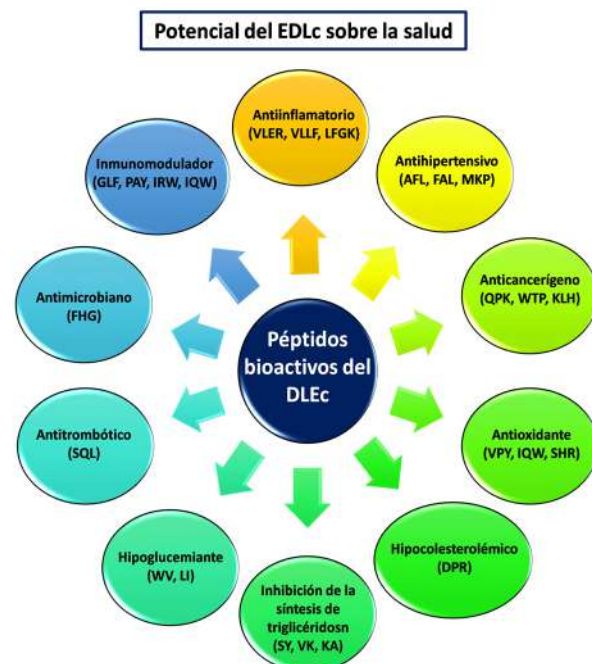 Potencial del EDLc sobre la salud
Antiinflamatorio
(VLER, VLLF, LFGK)
Antihipertensivo
(AFL, FAL, MKP)
Anticancerígeno
(QPK, WTP, KLH)
Antioxidante
(VPY, IQW, SHR)
Hipocolesterolémico
(DPR)
Inhibición de la
síntesis de
triglicéridosn
(SY, VK, KA)
Hipoglucemiante
(WV, LI)
Antitrombótico
(SQL)
Antimicrobiano
(FHG)
Inmunomodulador
(GLF, PAY, IRW, IQW)
Péptidos
bioactivos del
DLEc